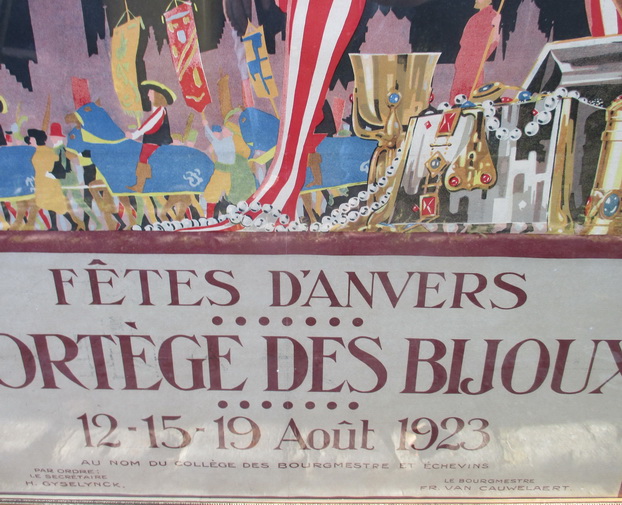 FÊTES D'ANVERS
ORTÈGE DES BIJOUX
12-15-19 Août 1923
AU NOM DU COLLÈGE DES BOURGMESTRE ET ECHEVINS
PAR ORDRE:
LE SECRÉTAIRE
H. GYSELYNCK.
LE BOURGMESTRE
FR. VAN CAUWELAERT.